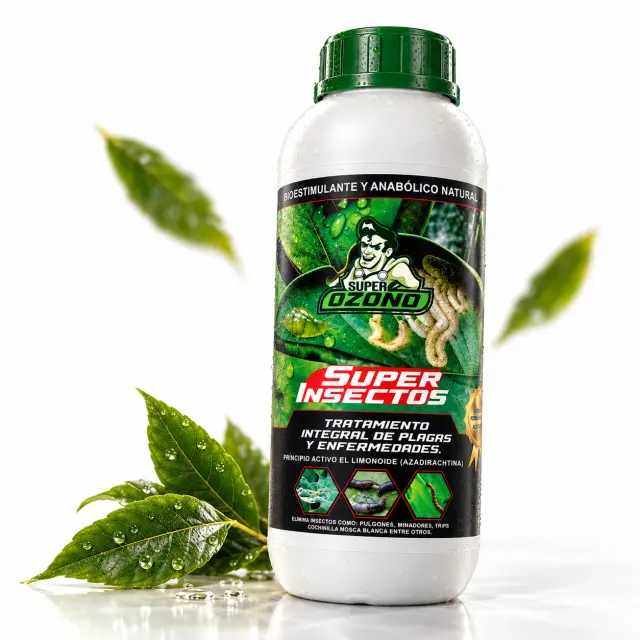 BIOESTIMULANTE Y ANABÓLICO NATURAL
SUPER
OZONO
SUPER
INSECTOS
TRATAMIENTO
INTEGRAL DE PLAGAS
Y ENFERMEDADES.
PRINCIPIO ACTIVO EL LIMONOIDE (AZADIRACHTINA)
ELIMINA INSECTOS COMO: PULGONES, MINADORES, TRIPS
COCHINILLA MOSCA BLANCA ENTRE OTROS.